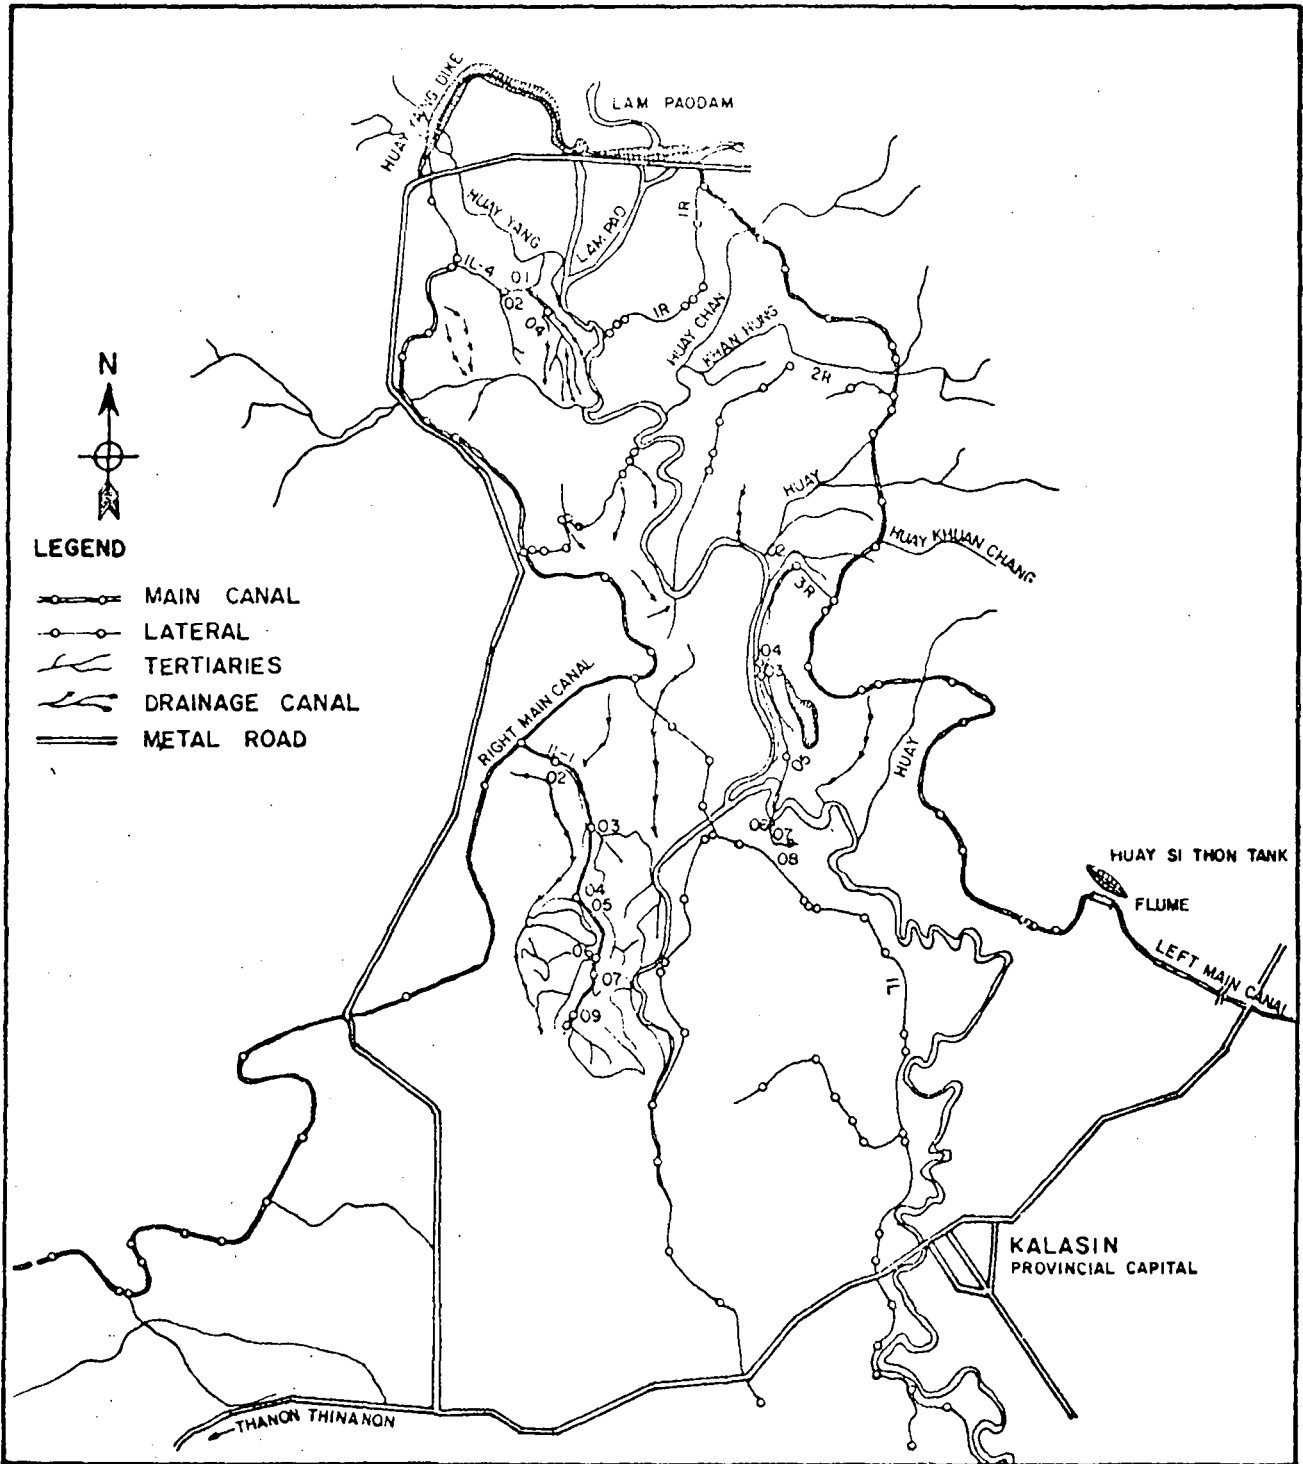 HUAY YANG DIKE
LAM PAODAM
HUAY YANG
LAM PAO
1R
1L-4
01
02
04
1R
HUAY CHAN
KHAN HUNG
2R
N
HUAY
HUAY KHUAN CHANG
3R
LEGEND
MAIN CANAL
LATERAL
TERTIARIES
DRAINAGE CANAL
METAL ROAD
04
03
RIGHT MAIN CANAL
1L-1
02
05
HUAY
03
06
07
08
HUAY SI THON TANK
FLUME
04
05
LEFT MAIN CANAL
06
07
1L
09
KALASIN
PROVINCIAL CAPITAL
THANON THINANON